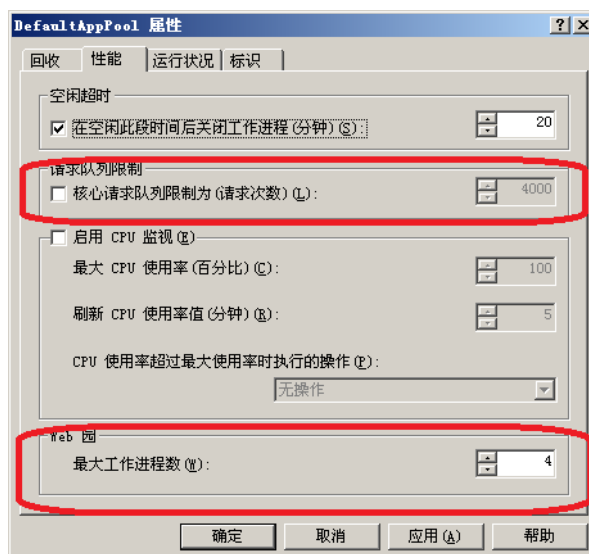 DefaultAppPool 属性
回收 性能 运行状况 标识
空闲超时
在空闲此段时间后关闭工作进程(分钟)(S): 20
请求队列限制
核心请求队列限制为(请求次数)(L): 4000
启用 CPU 监视(E)
最大 CPU 使用率(百分比)(C): 100
刷新 CPU 使用率值(分钟)(R): 5
CPU 使用率超过最大使用率时执行的操作(P):
无操作
Web 园
最大工作进程数(W): 4
确定 取消 应用(A) 帮助